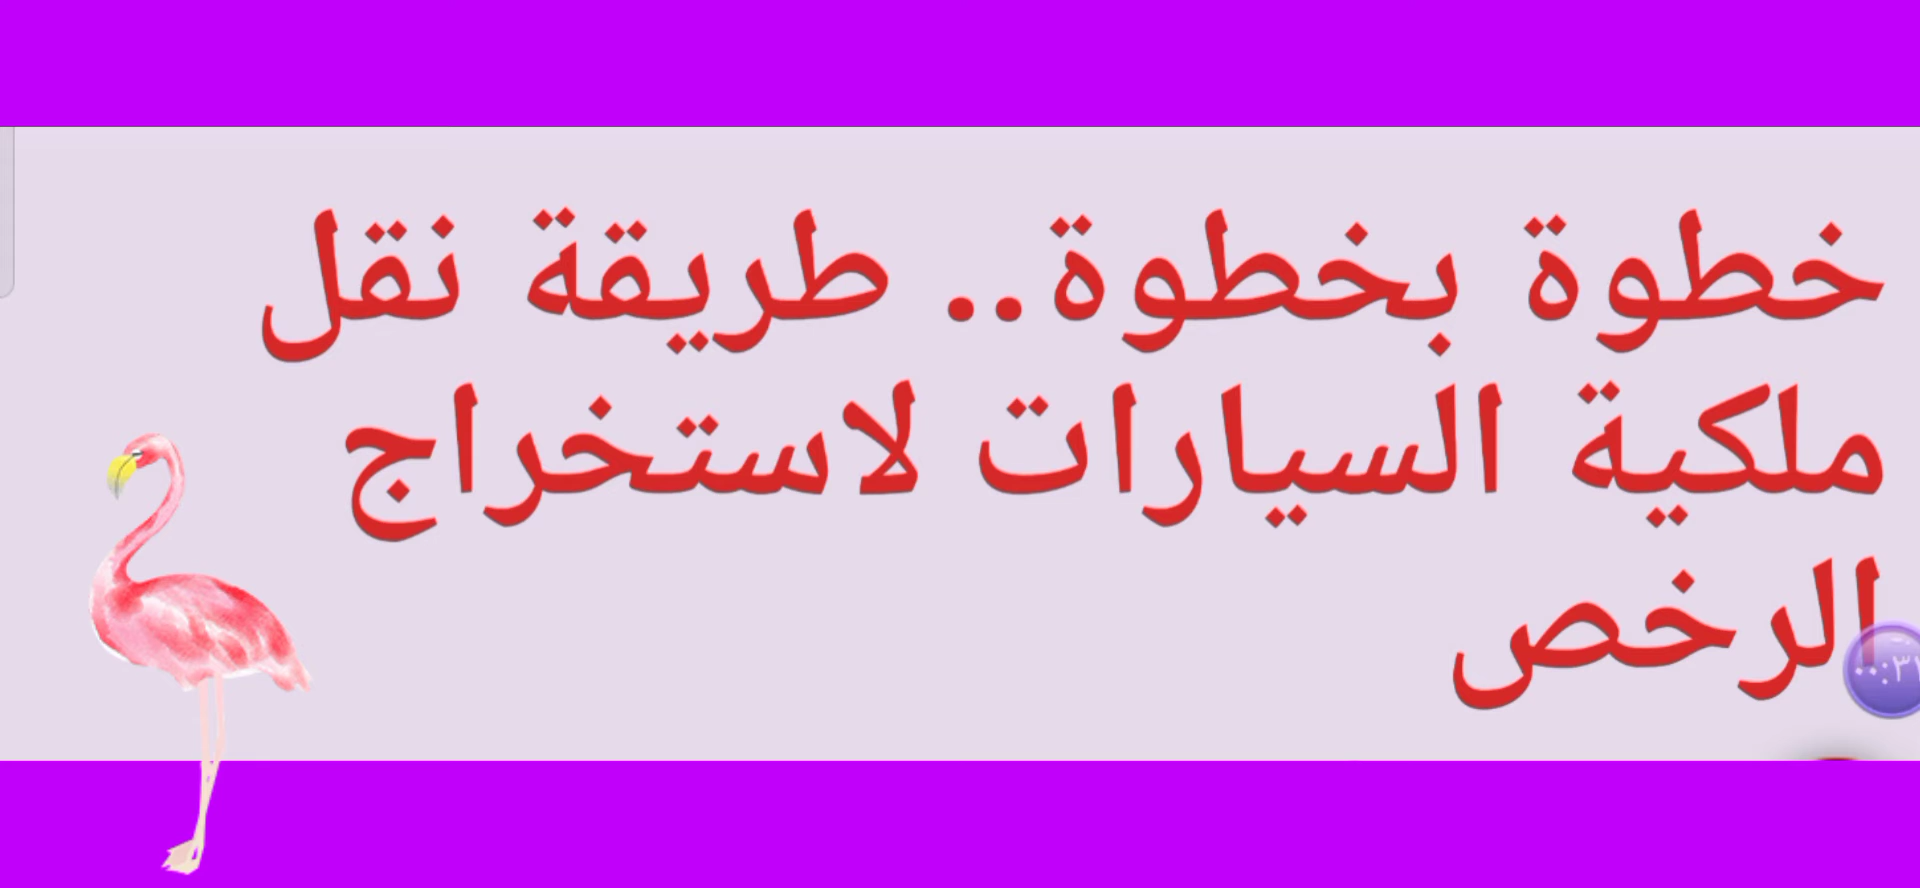 خطوة بخطوة.. طريقة نقل
ملكية السيارات لاستخراج
الرخص